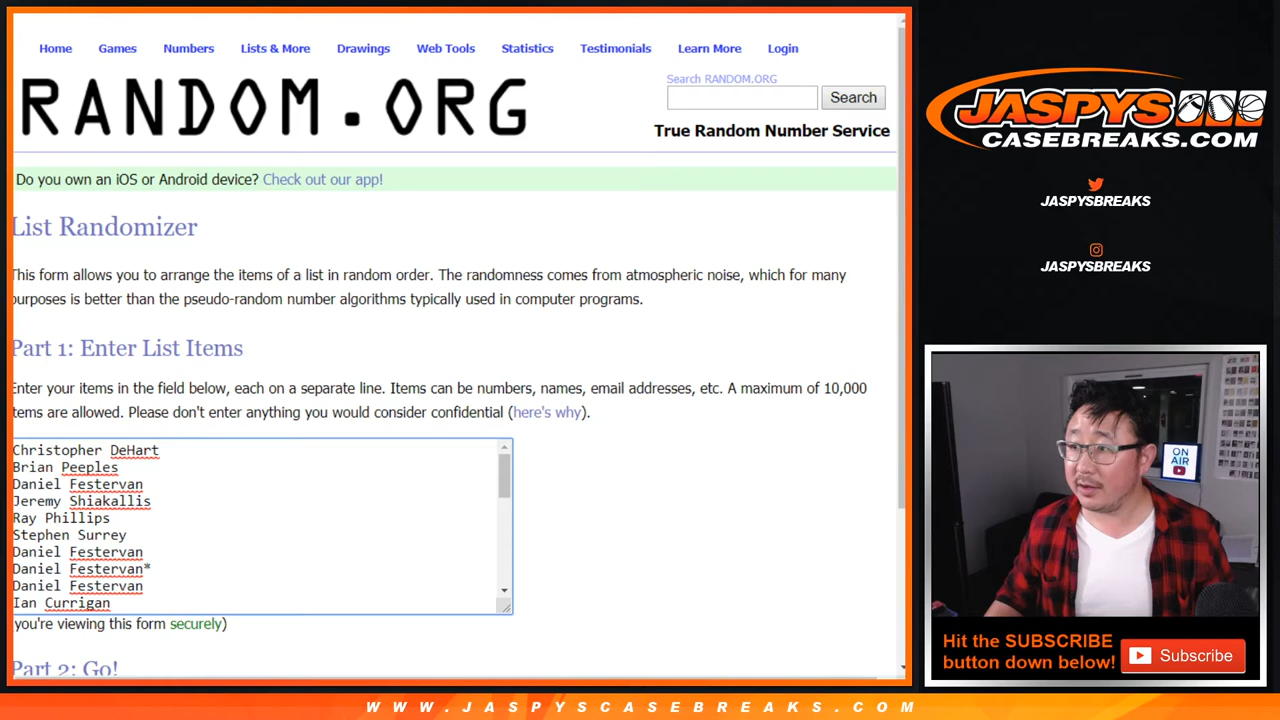 Home Games Numbers Lists & More Drawings Web Tools Statistics Testimonials Learn More Login
RANDOM.ORG
Search RANDOM.ORG
Search
True Random Number Service
Do you own an iOS or Android device? Check out our app!
List Randomizer
This form allows you to arrange the items of a list in random order. The randomness comes from atmospheric noise, which for many
purposes is better than the pseudo-random number algorithms typically used in computer programs.
Part 1: Enter List Items
Enter your items in the field below, each on a separate line. Items can be numbers, names, email addresses, etc. A maximum of 10,000
items are allowed. Please don't enter anything you would consider confidential (here's why).
Christopher DeHart
Brian Peeples
Daniel Festervan
Jeremy Shiakallis
Ray Phillips
Stephen Surrey
Daniel Festervan
Daniel Festervan*
Daniel Festervan
Ian Currigan
you're viewing this form securely)
Part 2: Go!
JASPYS
CASEBREAKS.COM
JASPYSBREAKS
JASPYSBREAKS
ON
AIR
Hit the SUBSCRIBE
button down below!
Subscribe
WWW.JASPYSCASEBREAKS.COM